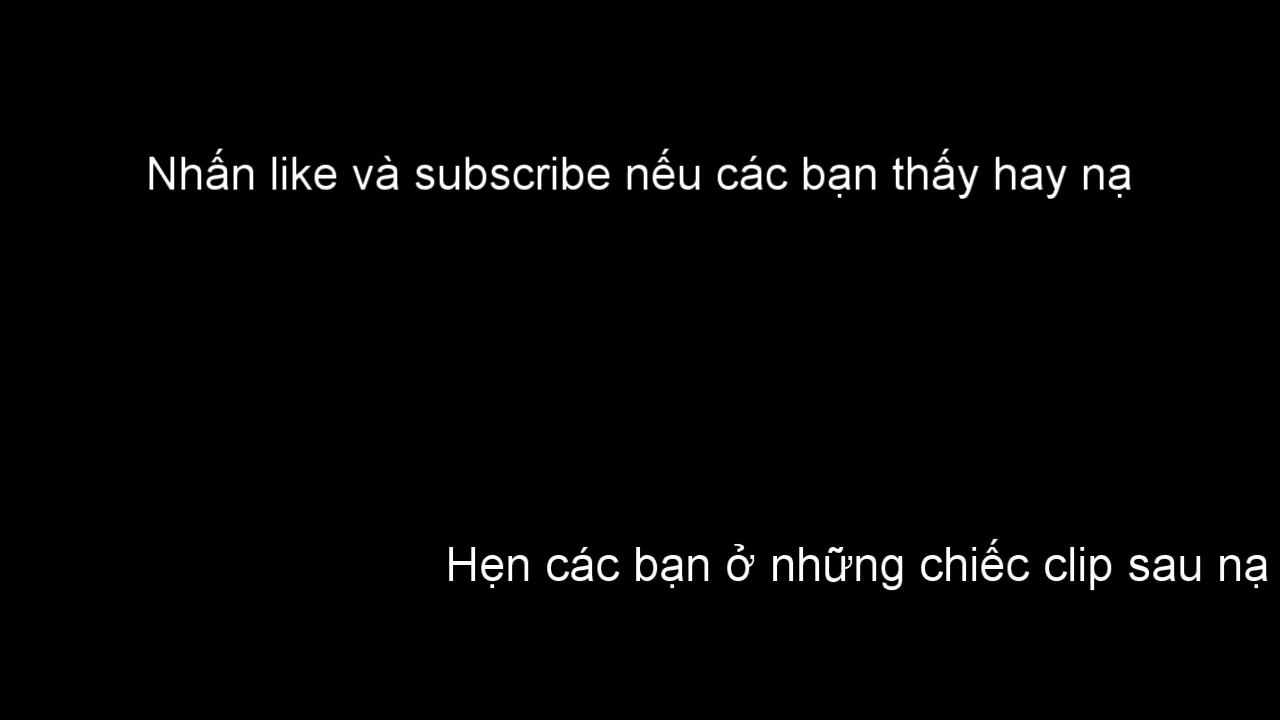 Nhấn like và subscribe nếu các bạn thấy hay nạ
Hẹn các bạn ở những chiếc clip sau nạ